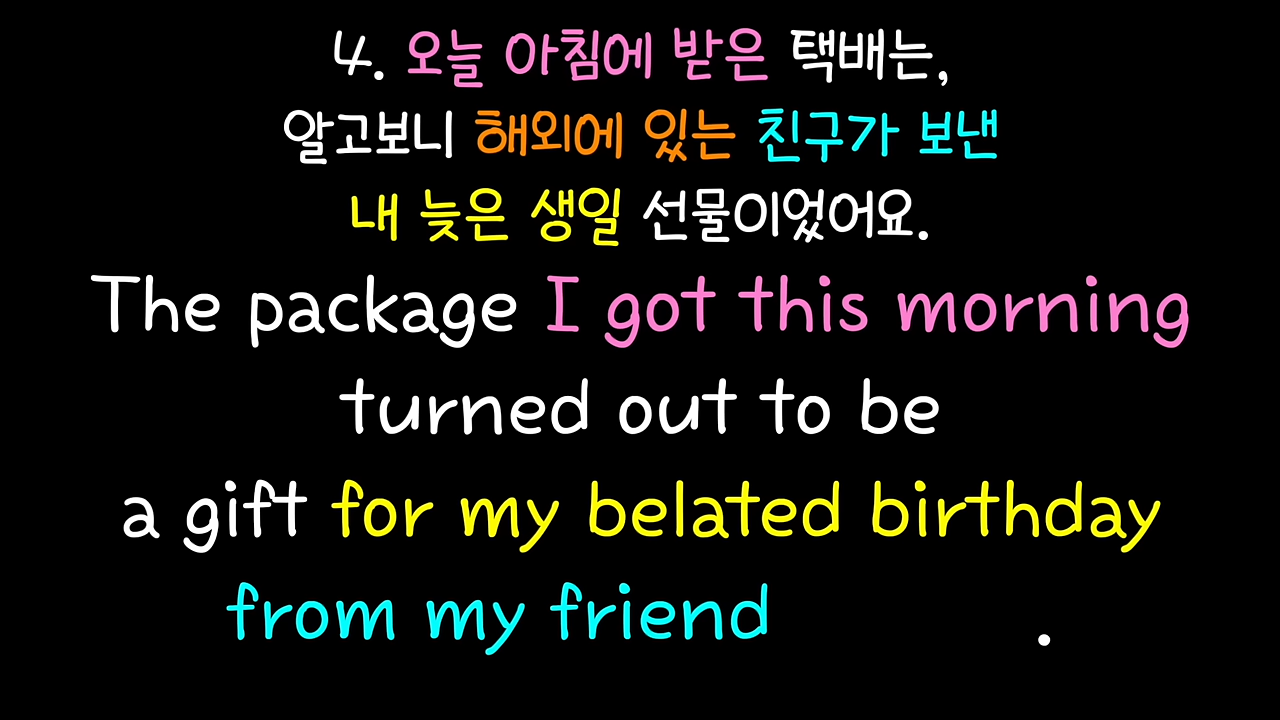 4. 오늘 아침에 받은 택배는,
알고보니 해외에 있는 친구가 보낸
내 늦은 생일 선물이었어요.
The package I got this morning
turned out to be
a gift for my belated birthday
from my friend .